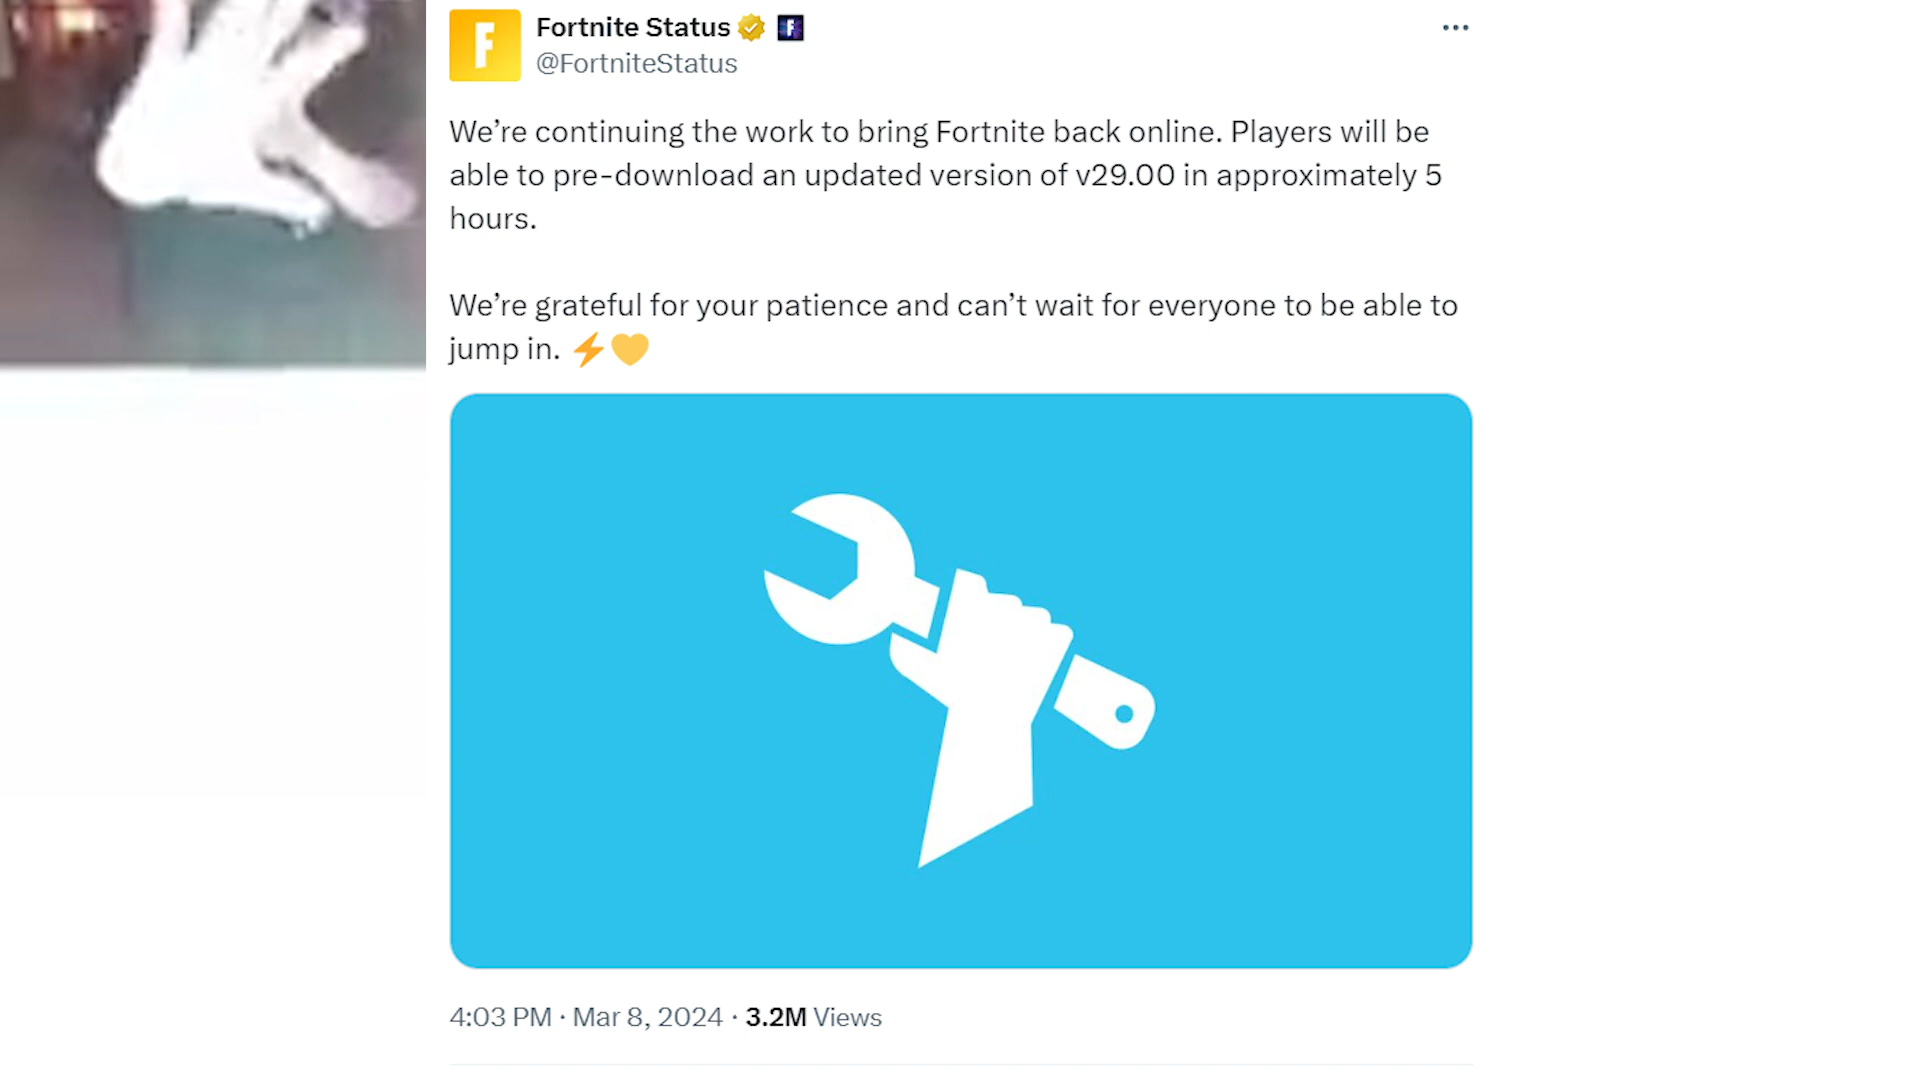 Fortnite Status
@FortniteStatus
We’re continuing the work to bring Fortnite back online. Players will be
able to pre-download an updated version of v29.00 in approximately 5
hours.
We’re grateful for your patience and can’t wait for everyone to be able to
jump in. ⚡💛
4:03 PM · Mar 8, 2024 · 3.2M Views